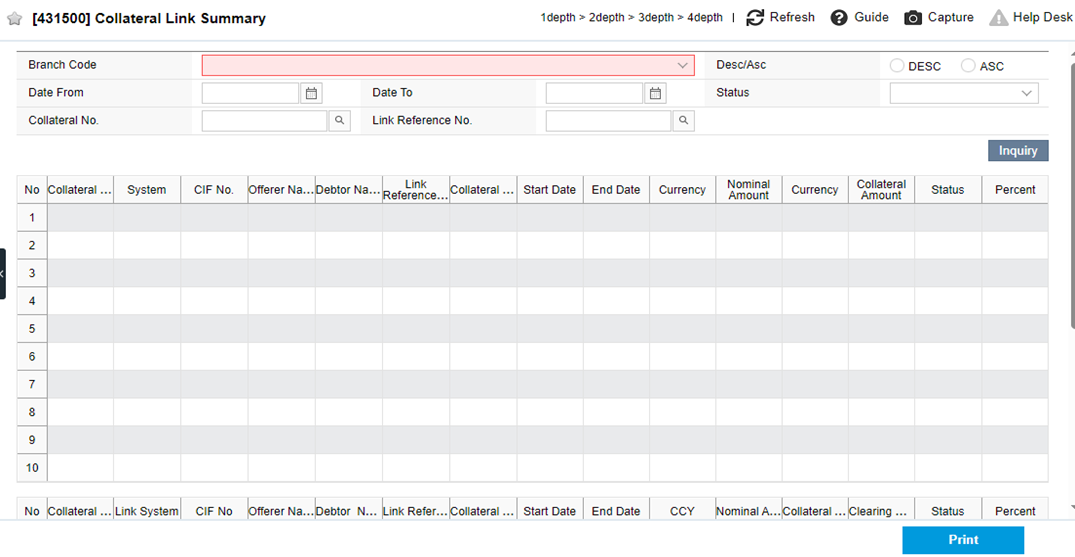 [431500] Collateral Link Summary
1depth > 2depth > 3depth > 4depth | Refresh Guide Capture Help Desk
Branch Code Desc/Asc DESC ASC
Date From Date To Status
Collateral No. Link Reference No.
Inquiry
No Collateral ... System CIF No. Offerer Na... Debtor Na... Link Reference... Collateral ... Start Date End Date Currency Nominal Amount Currency Collateral Amount Status Percent
1
2
3
4
5
6
7
8
9
10
No Collateral ... Link System CIF No Offerer Na... Debtor N... Link Refer... Collateral ... Start Date End Date CCY Nominal A... Collateral ... Clearing ... Status Percent
Print